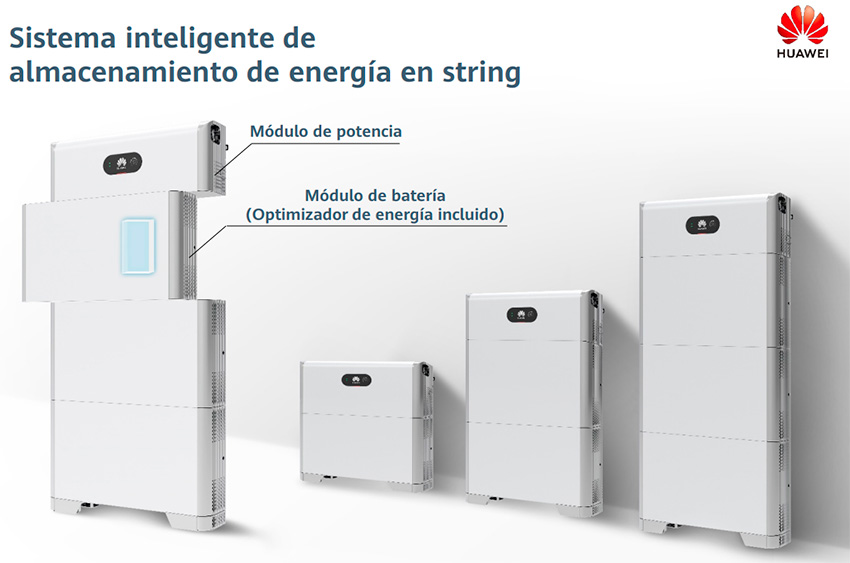 Sistema inteligente de
almacenamiento de energía en string
HUAWEI
Módulo de potencia
Módulo de batería
(Optimizador de energía incluido)